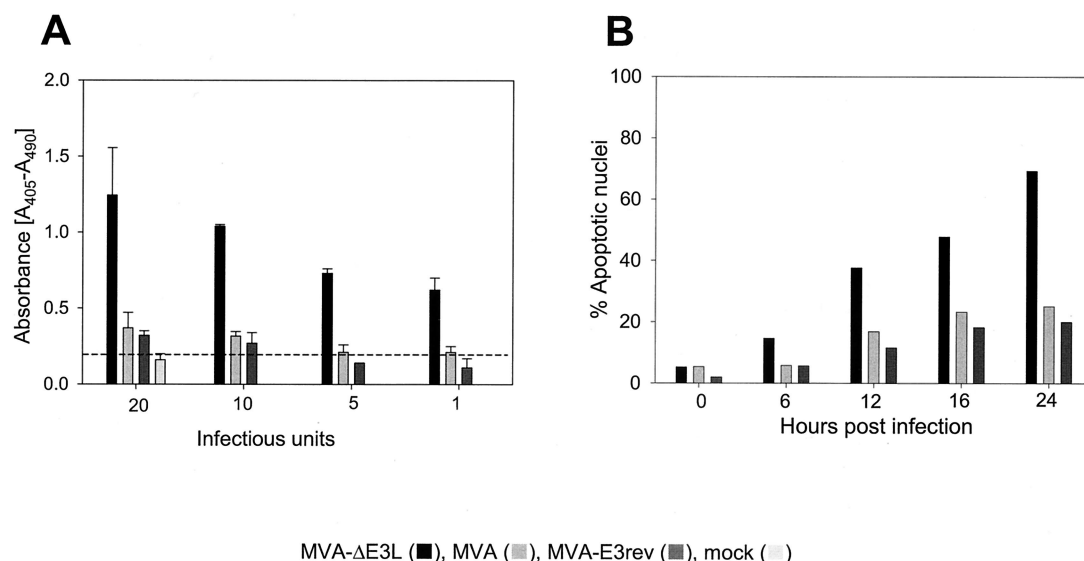 A
B
2.0
1.5
1.0
0.5
0.0
Absorbance [A405-A490]
20
10
5
1
Infectious units
100
80
60
40
20
0
% Apoptotic nuclei
0
6
12
16
24
Hours post infection
MVA-ΔE3L (■), MVA (■), MVA-E3rev (■), mock (■)